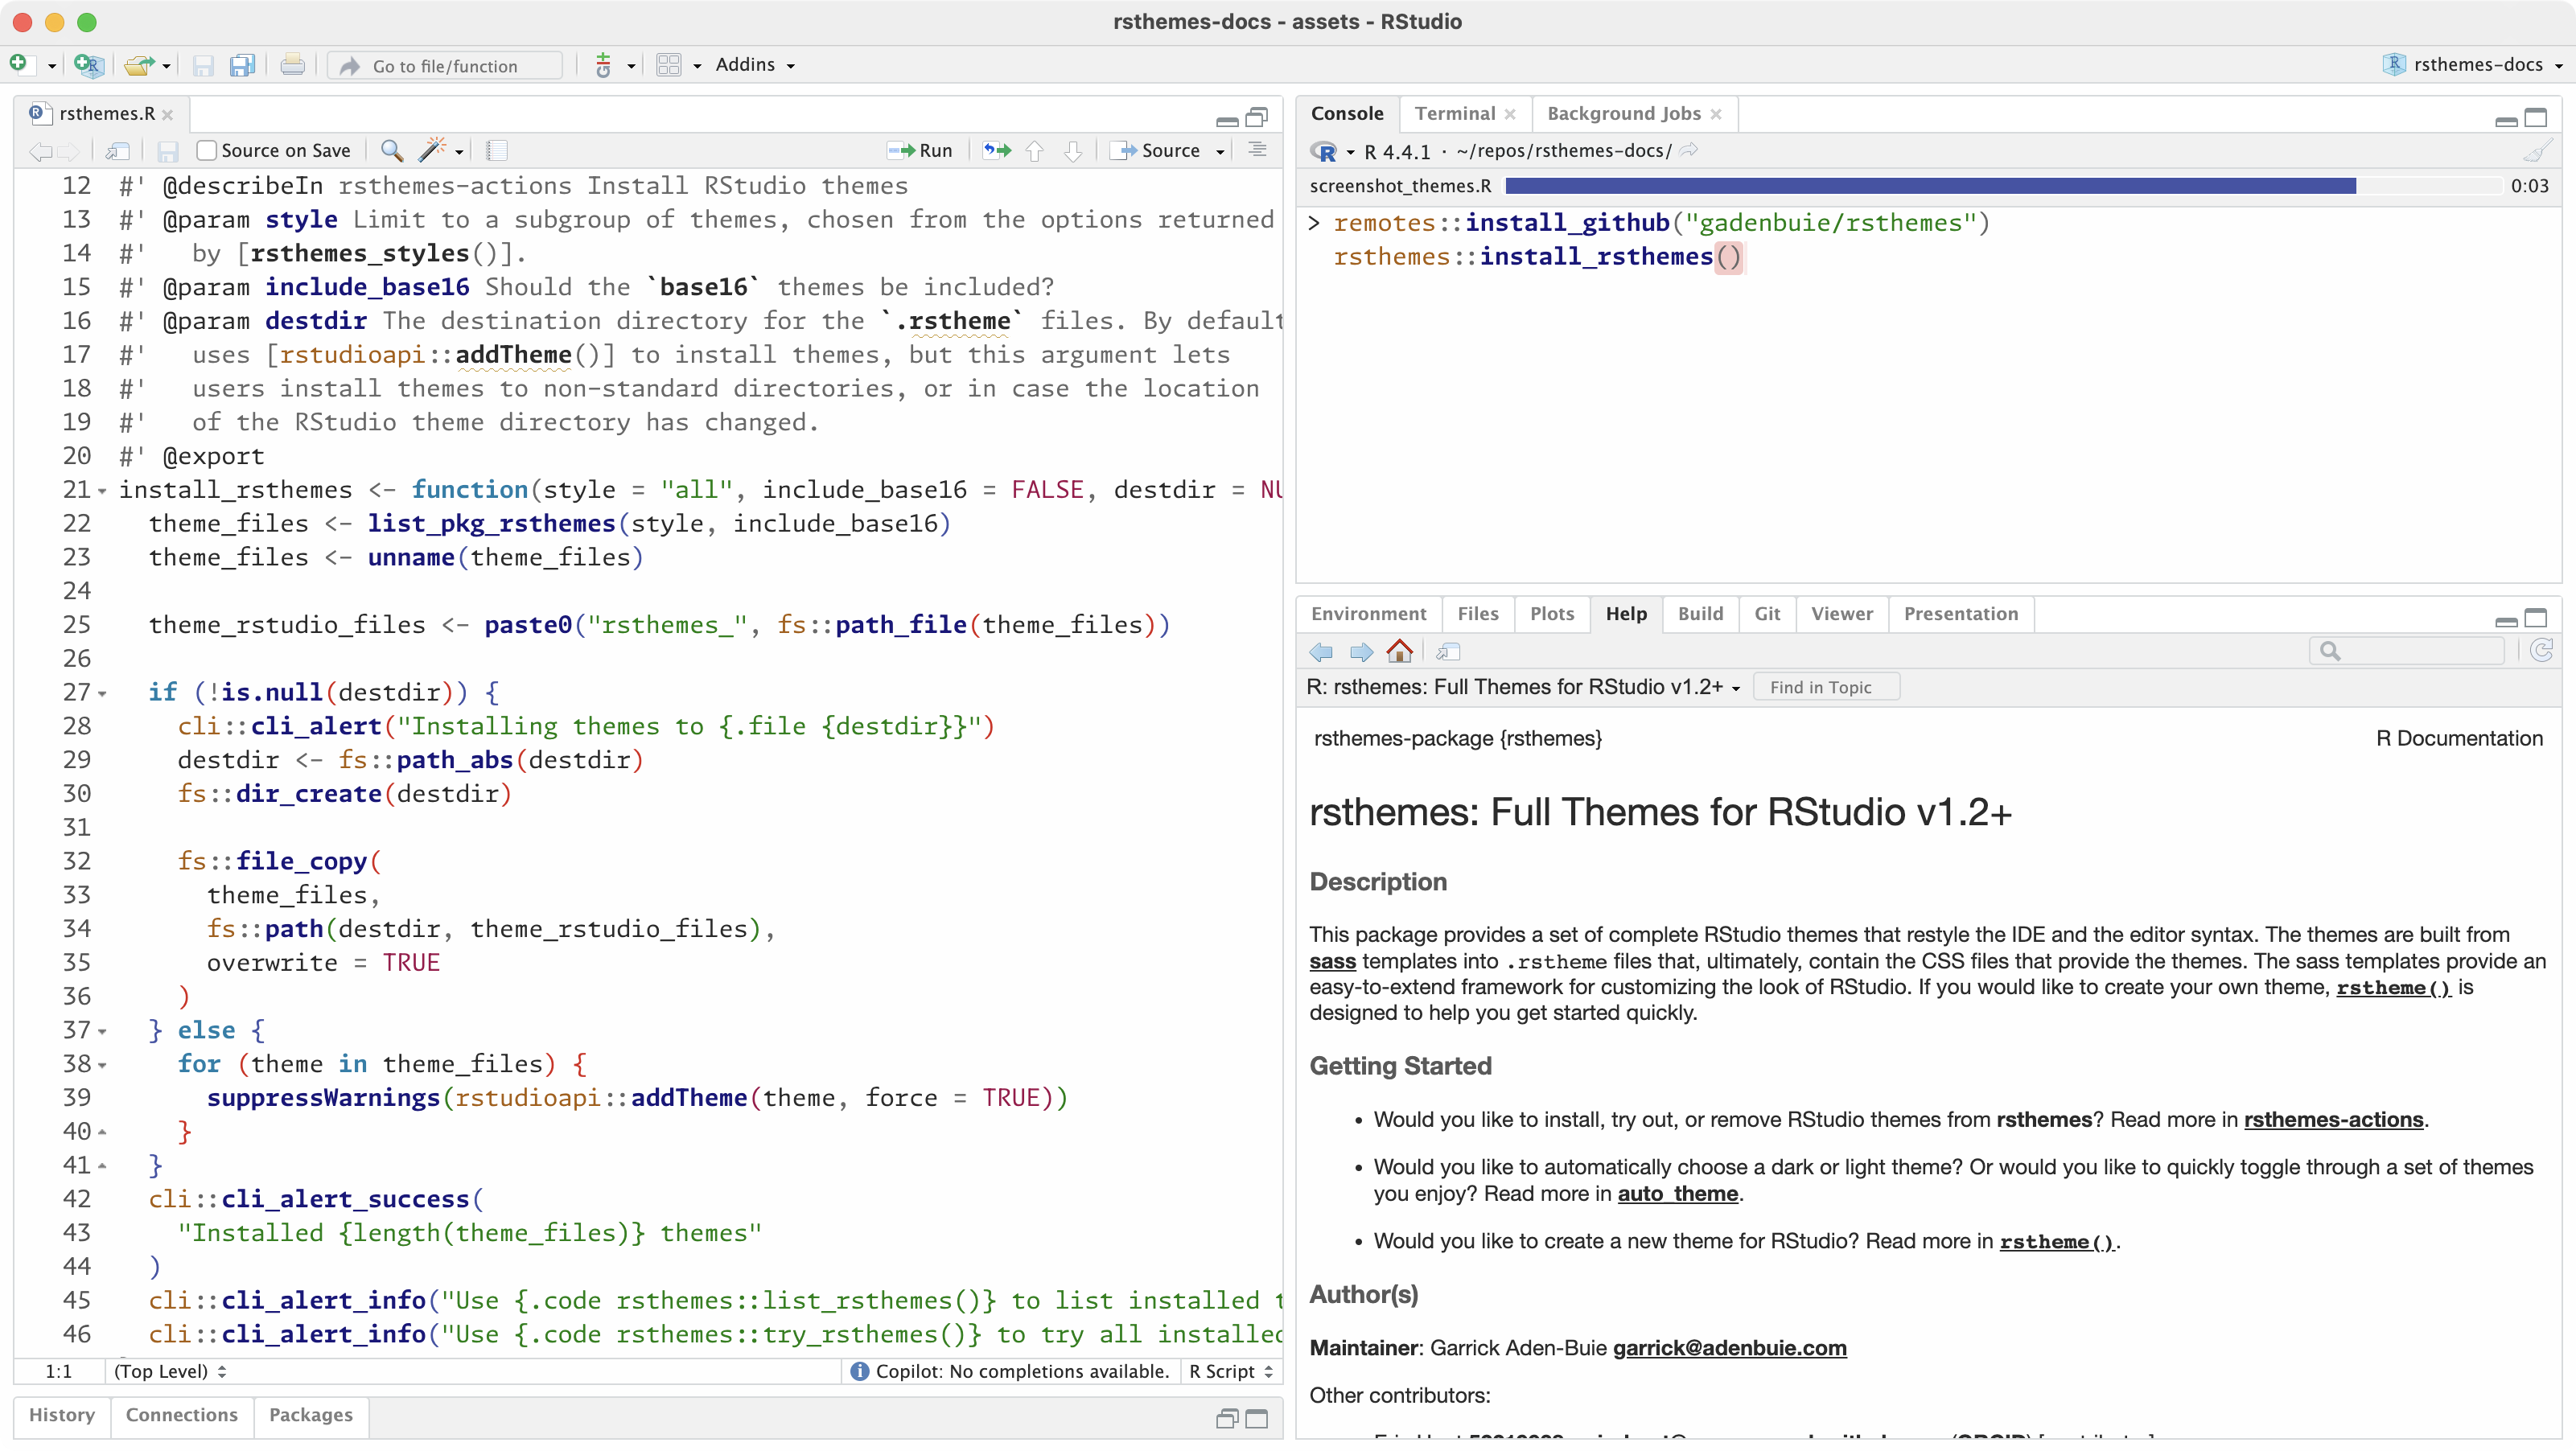 rsthemes-docs - assets - RStudio
Go to file/function
Addins
rsthemes-docs
rsthemes.R
Source on Save
Run
Source
12 #' @describeIn rsthemes-actions Install RStudio themes
13 #' @param style Limit to a subgroup of themes, chosen from the options returned
14 #'   by [rsthemes_styles()].
15 #' @param include_base16 Should the `base16` themes be included?
16 #' @param destdir The destination directory for the `.rstheme` files. By default
17 #'   uses [rstudioapi::addTheme()] to install themes, but this argument lets
18 #'   users install themes to non-standard directories, or in case the location
19 #'   of the RStudio theme directory has changed.
20 #' @export
21 install_rsthemes <- function(style = "all", include_base16 = FALSE, destdir = NU
22   theme_files <- list_pkg_rsthemes(style, include_base16)
23   theme_files <- unname(theme_files)
24
25   theme_rstudio_files <- paste0("rsthemes_", fs::path_file(theme_files))
26
27   if (!is.null(destdir)) {
28     cli::cli_alert("Installing themes to {.file {destdir}}")
29     destdir <- fs::path_abs(destdir)
30     fs::dir_create(destdir)
31
32     fs::file_copy(
33       theme_files,
34       fs::path(destdir, theme_rstudio_files),
35       overwrite = TRUE
36     )
37   } else {
38     for (theme in theme_files) {
39       suppressWarnings(rstudioapi::addTheme(theme, force = TRUE))
40     }
41   }
42   cli::cli_alert_success(
43     "Installed {length(theme_files)} themes"
44   )
45   cli::cli_alert_info("Use {.code rsthemes::list_rsthemes()} to list installed
46   cli::cli_alert_info("Use {.code rsthemes::try_rsthemes()} to try all installed
1:1 (Top Level) Copilot: No completions available. R Script
History Connections Packages
Console Terminal Background Jobs
R R 4.4.1 · ~/repos/rsthemes-docs/
screenshot_themes.R 0:03
> remotes::install_github("gadenbuie/rsthemes")
rsthemes::install_rsthemes()
Environment Files Plots Help Build Git Viewer Presentation
R: rsthemes: Full Themes for RStudio v1.2+ Find in Topic
rsthemes-package {rsthemes} R Documentation
rsthemes: Full Themes for RStudio v1.2+
Description
This package provides a set of complete RStudio themes that restyle the IDE and the editor syntax. The themes are built from
sass templates into .rstheme files that, ultimately, contain the CSS files that provide the themes. The sass templates provide an
easy-to-extend framework for customizing the look of RStudio. If you would like to create your own theme, rstheme() is
designed to help you get started quickly.
Getting Started
• Would you like to install, try out, or remove RStudio themes from rsthemes? Read more in rsthemes-actions.
• Would you like to automatically choose a dark or light theme? Or would you like to quickly toggle through a set of themes
you enjoy? Read more in auto_theme.
• Would you like to create a new theme for RStudio? Read more in rstheme().
Author(s)
Maintainer: Garrick Aden-Buie garrick@adenbuie.com
Other contributors: